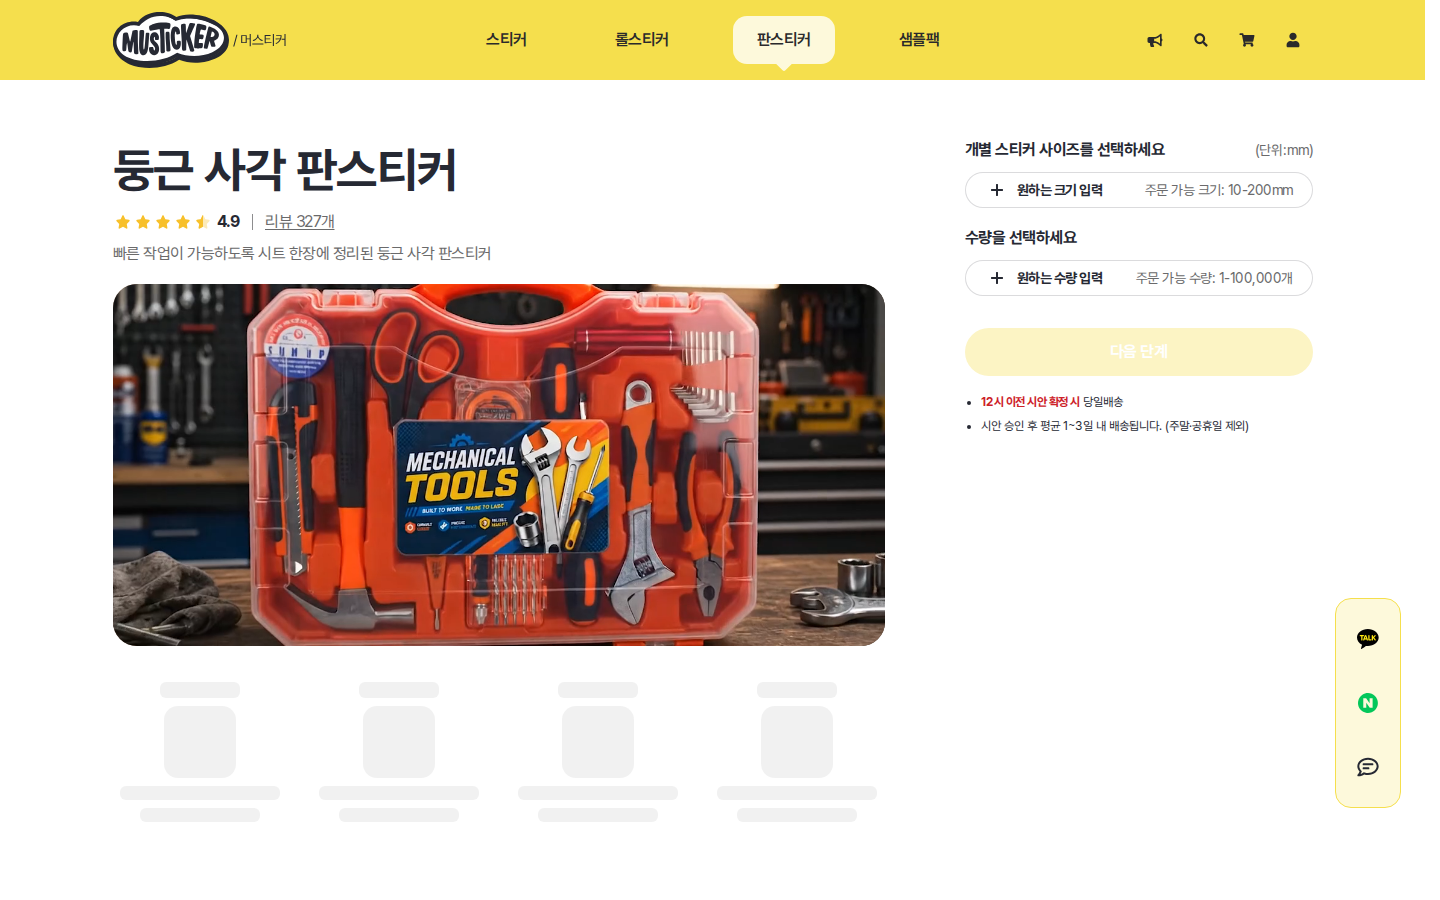 MUSTICKER / 머스티커
스티커
롤스티커
판스티커
샘플팩
둥근 사각 판스티커
4.9 | 리뷰 327개
빠른 작업이 가능하도록 시트 한장에 정리된 둥근 사각 판스티커
SUNUP
MECHANICAL
TOOLS
BUILT TO WORK MADE TO LAST
개별 스티커 사이즈를 선택하세요 (단위:mm)
원하는 크기 입력 주문 가능 크기: 10-200mm
수량을 선택하세요
원하는 수량 입력 주문 가능 수량: 1-100,000개
다음 단계
12시 이전 시안 확정 시 당일배송
시안 승인 후 평균 1~3일 내 배송됩니다. (주말·공휴일 제외)
TALK
N